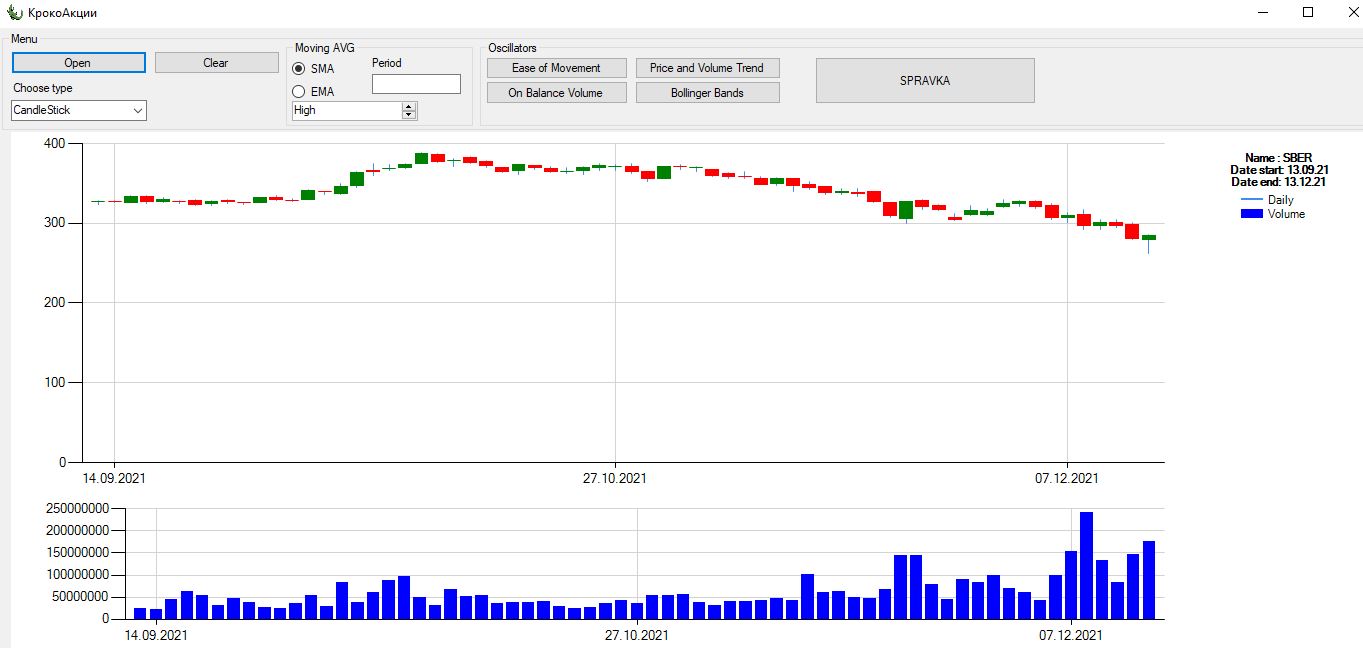 КрокоАкции
Menu
Open
Clear
Choose type
CandleStick
Moving AVG
SMA
EMA
Period
High
Oscillators
Ease of Movement
Price and Volume Trend
On Balance Volume
Bollinger Bands
SPRAVKA
400
300
200
100
0
14.09.2021
27.10.2021
07.12.2021
Name : SBER
Date start: 13.09.21
Date end: 13.12.21
Daily
Volume
250000000
200000000
150000000
100000000
50000000
0
14.09.2021
27.10.2021
07.12.2021